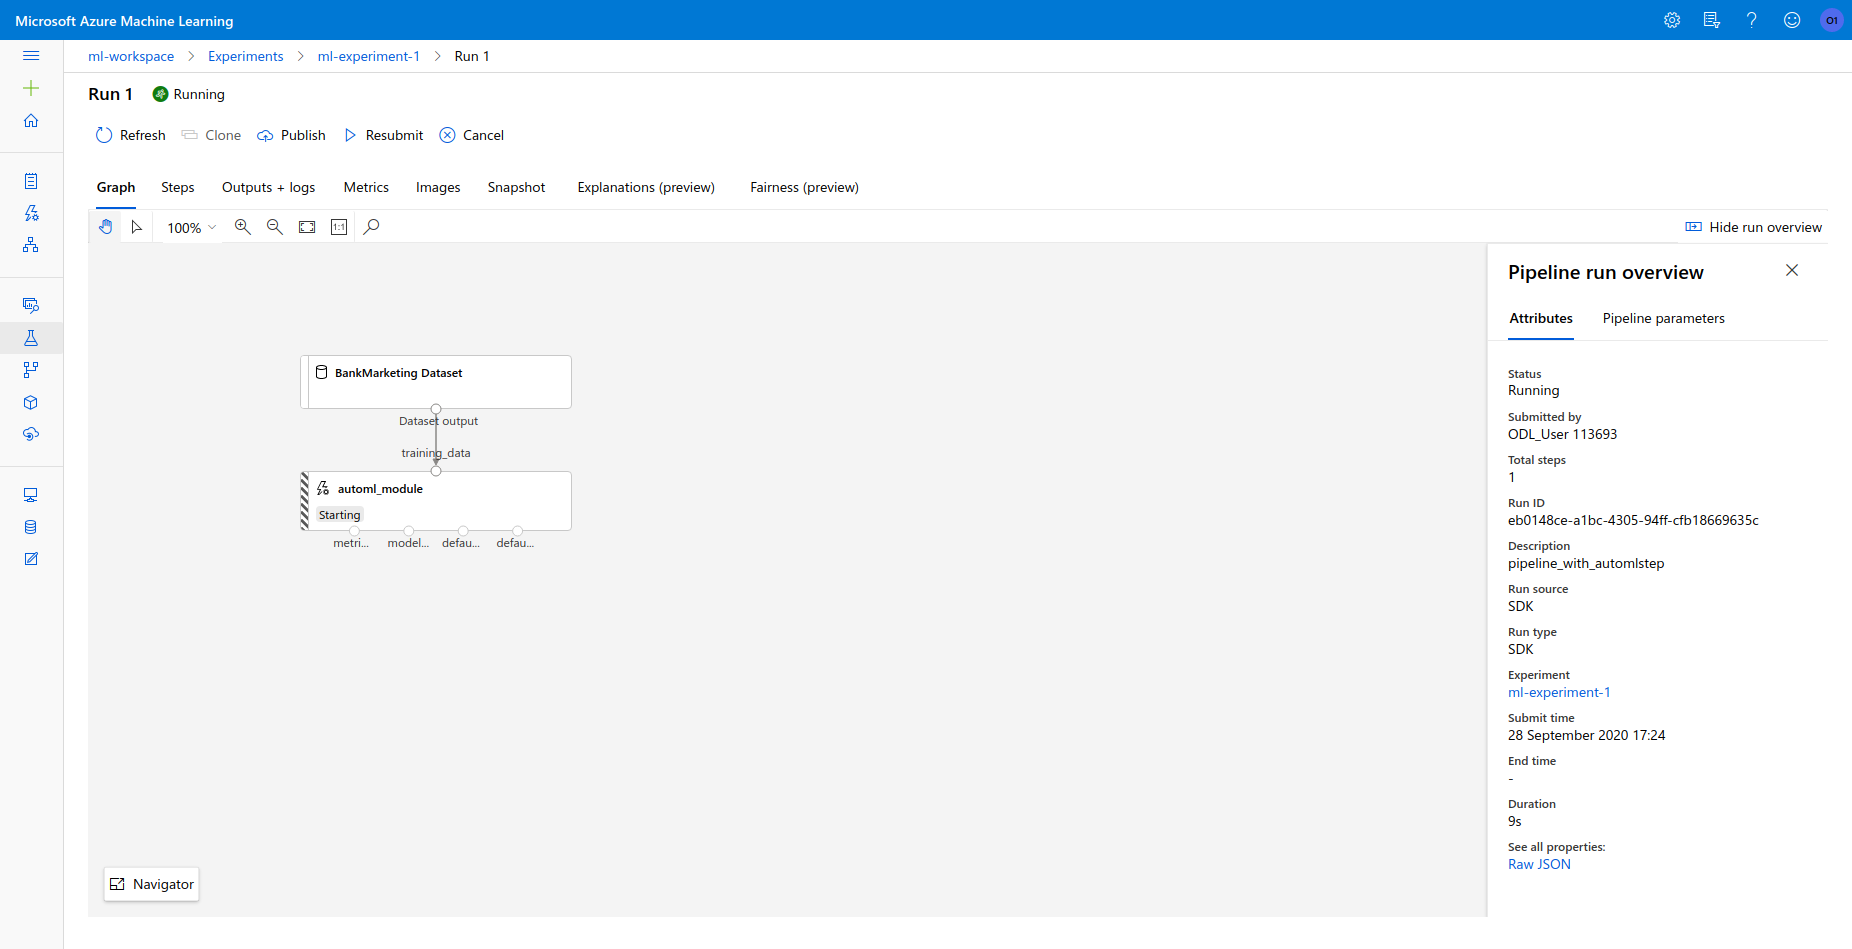 Microsoft Azure Machine Learning
O1
ml-workspace > Experiments > ml-experiment-1 > Run 1
Run 1 Running
Refresh Clone Publish Resubmit Cancel
Graph Steps Outputs + logs Metrics Images Snapshot Explanations (preview) Fairness (preview)
100% 1:1 Hide run overview
BankMarketing Dataset
Dataset output
training_data
automl_module
Starting
metri... model... defau... defau...
Navigator
Pipeline run overview
Attributes Pipeline parameters
Status
Running
Submitted by
ODL_User 113693
Total steps
1
Run ID
eb0148ce-a1bc-4305-94ff-cfb18669635c
Description
pipeline_with_automlstep
Run source
SDK
Run type
SDK
Experiment
ml-experiment-1
Submit time
28 September 2020 17:24
End time
-
Duration
9s
See all properties:
Raw JSON